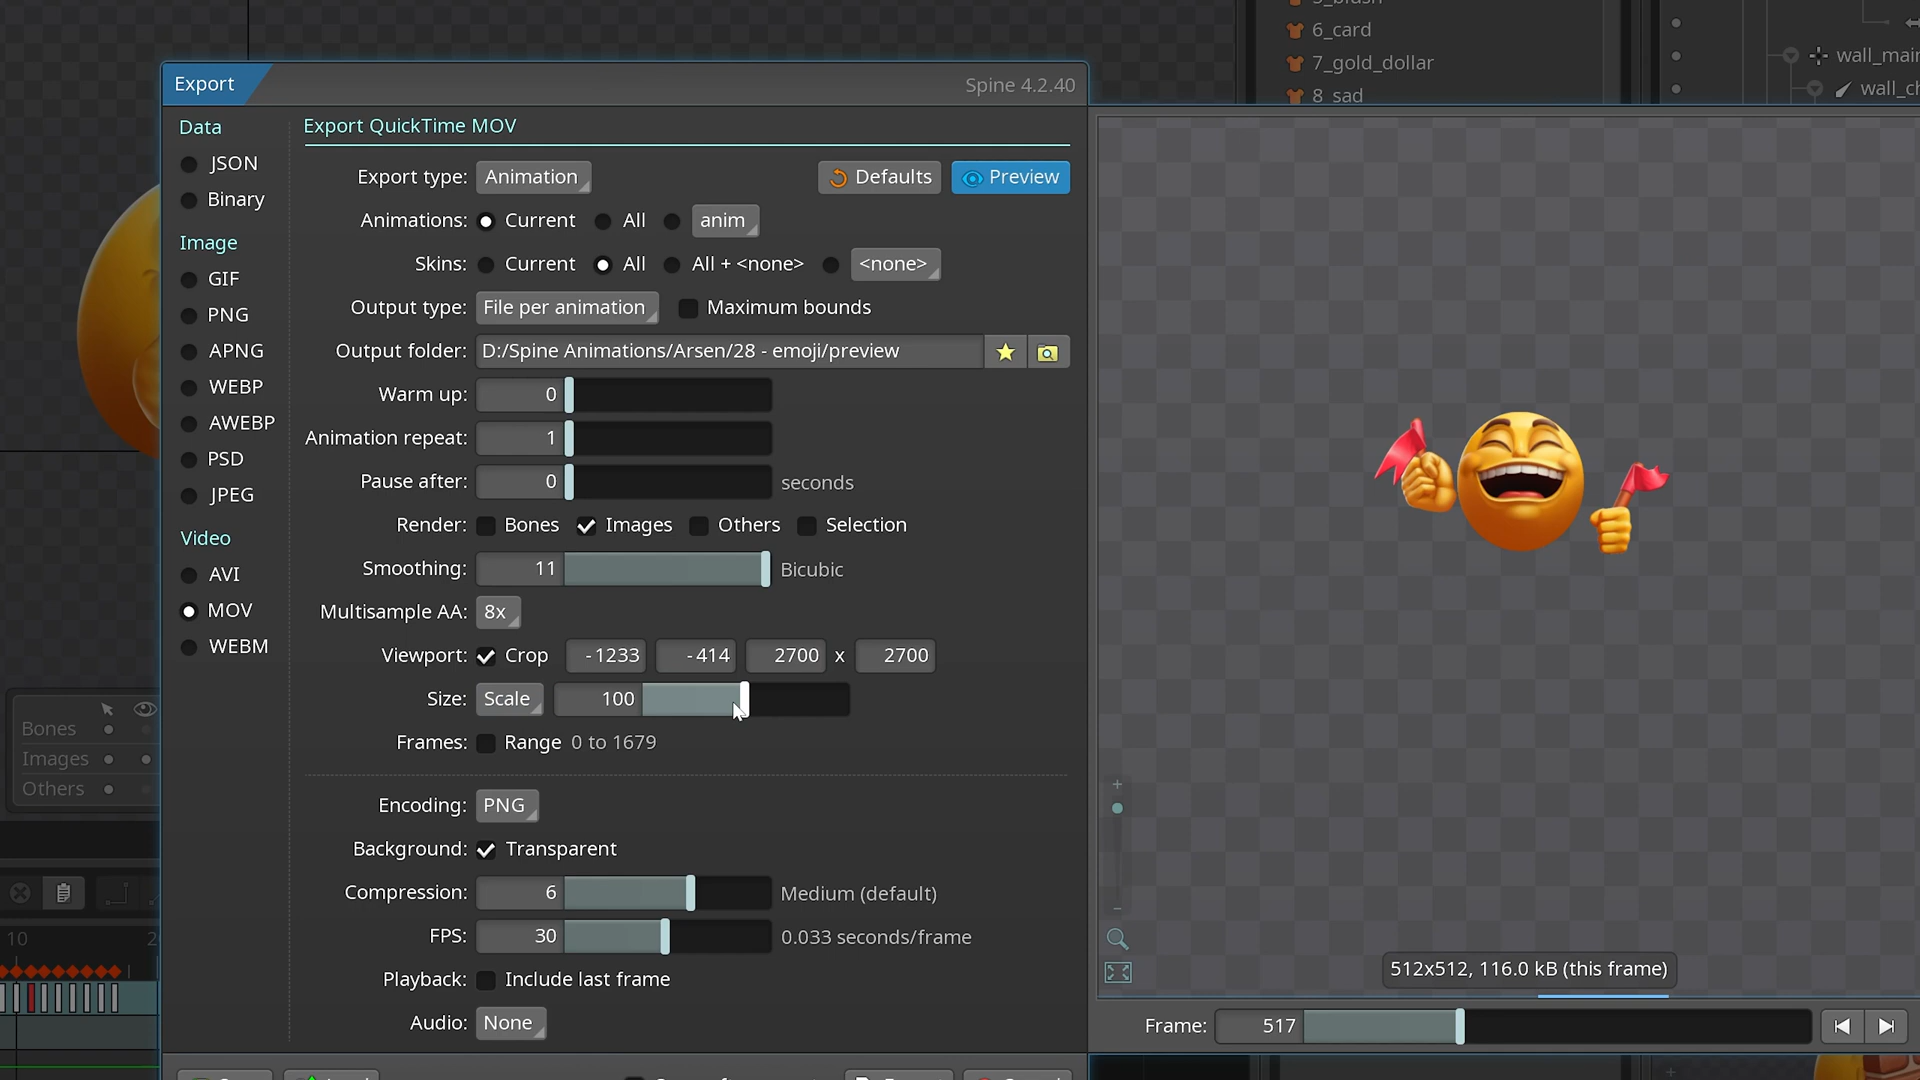 5_blush
6_card
7_gold_dollar
8_sad
wall_main
Export
Spine 4.2.40
Data
JSON
Binary
Image
GIF
PNG
APNG
WEBP
AWEBP
PSD
JPEG
Video
AVI
MOV
WEBM
Export QuickTime MOV
Export type: Animation Defaults Preview
Animations: Current All anim
Skins: Current All All + <none> <none>
Output type: File per animation Maximum bounds
Output folder: D:/Spine Animations/Arsen/28 - emoji/preview
Warm up: 0
Animation repeat: 1
Pause after: 0 seconds
Render: Bones Images Others Selection
Smoothing: 11 Bicubic
Multisample AA: 8x
Viewport: Crop -1233 -414 2700 x 2700
Size: Scale 100
Frames: Range 0 to 1679
Encoding: PNG
Background: Transparent
Compression: 6 Medium (default)
FPS: 30 0.033 seconds/frame
Playback: Include last frame
Audio: None
Bones
Images
Others
10
512x512, 116.0 kB (this frame)
Frame: 517